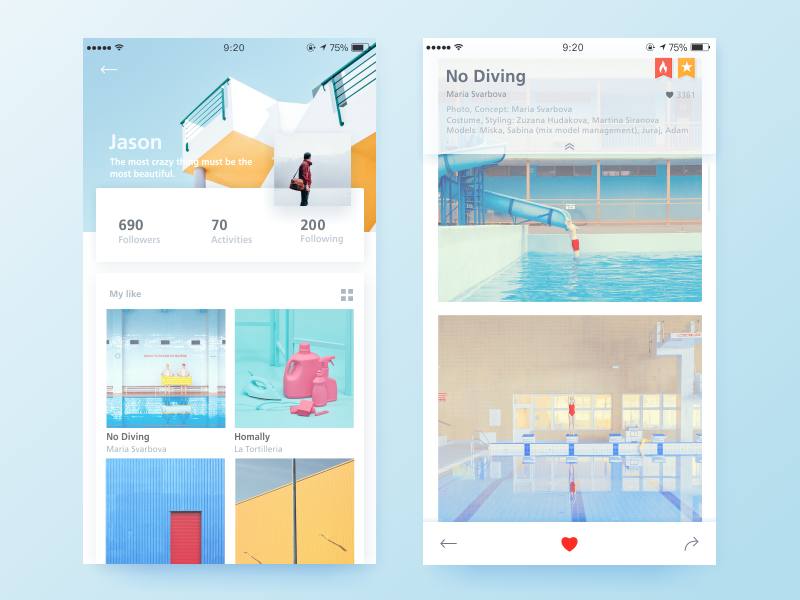 9:20
75%
Jason
The most crazy thing must be the
most beautiful.
690
70
200
Followers
Activities
Following
My like
No Diving
Maria Svarbova
Homally
La Tortilleria
9:20
75%
No Diving
Maria Svarbova
3361
Photo, Concept: Maria Svarbova
Costume, Styling: Zuzana Hudakova, Martina Siranova
Models: Miska, Sabina (mix model management), Juraj, Adam